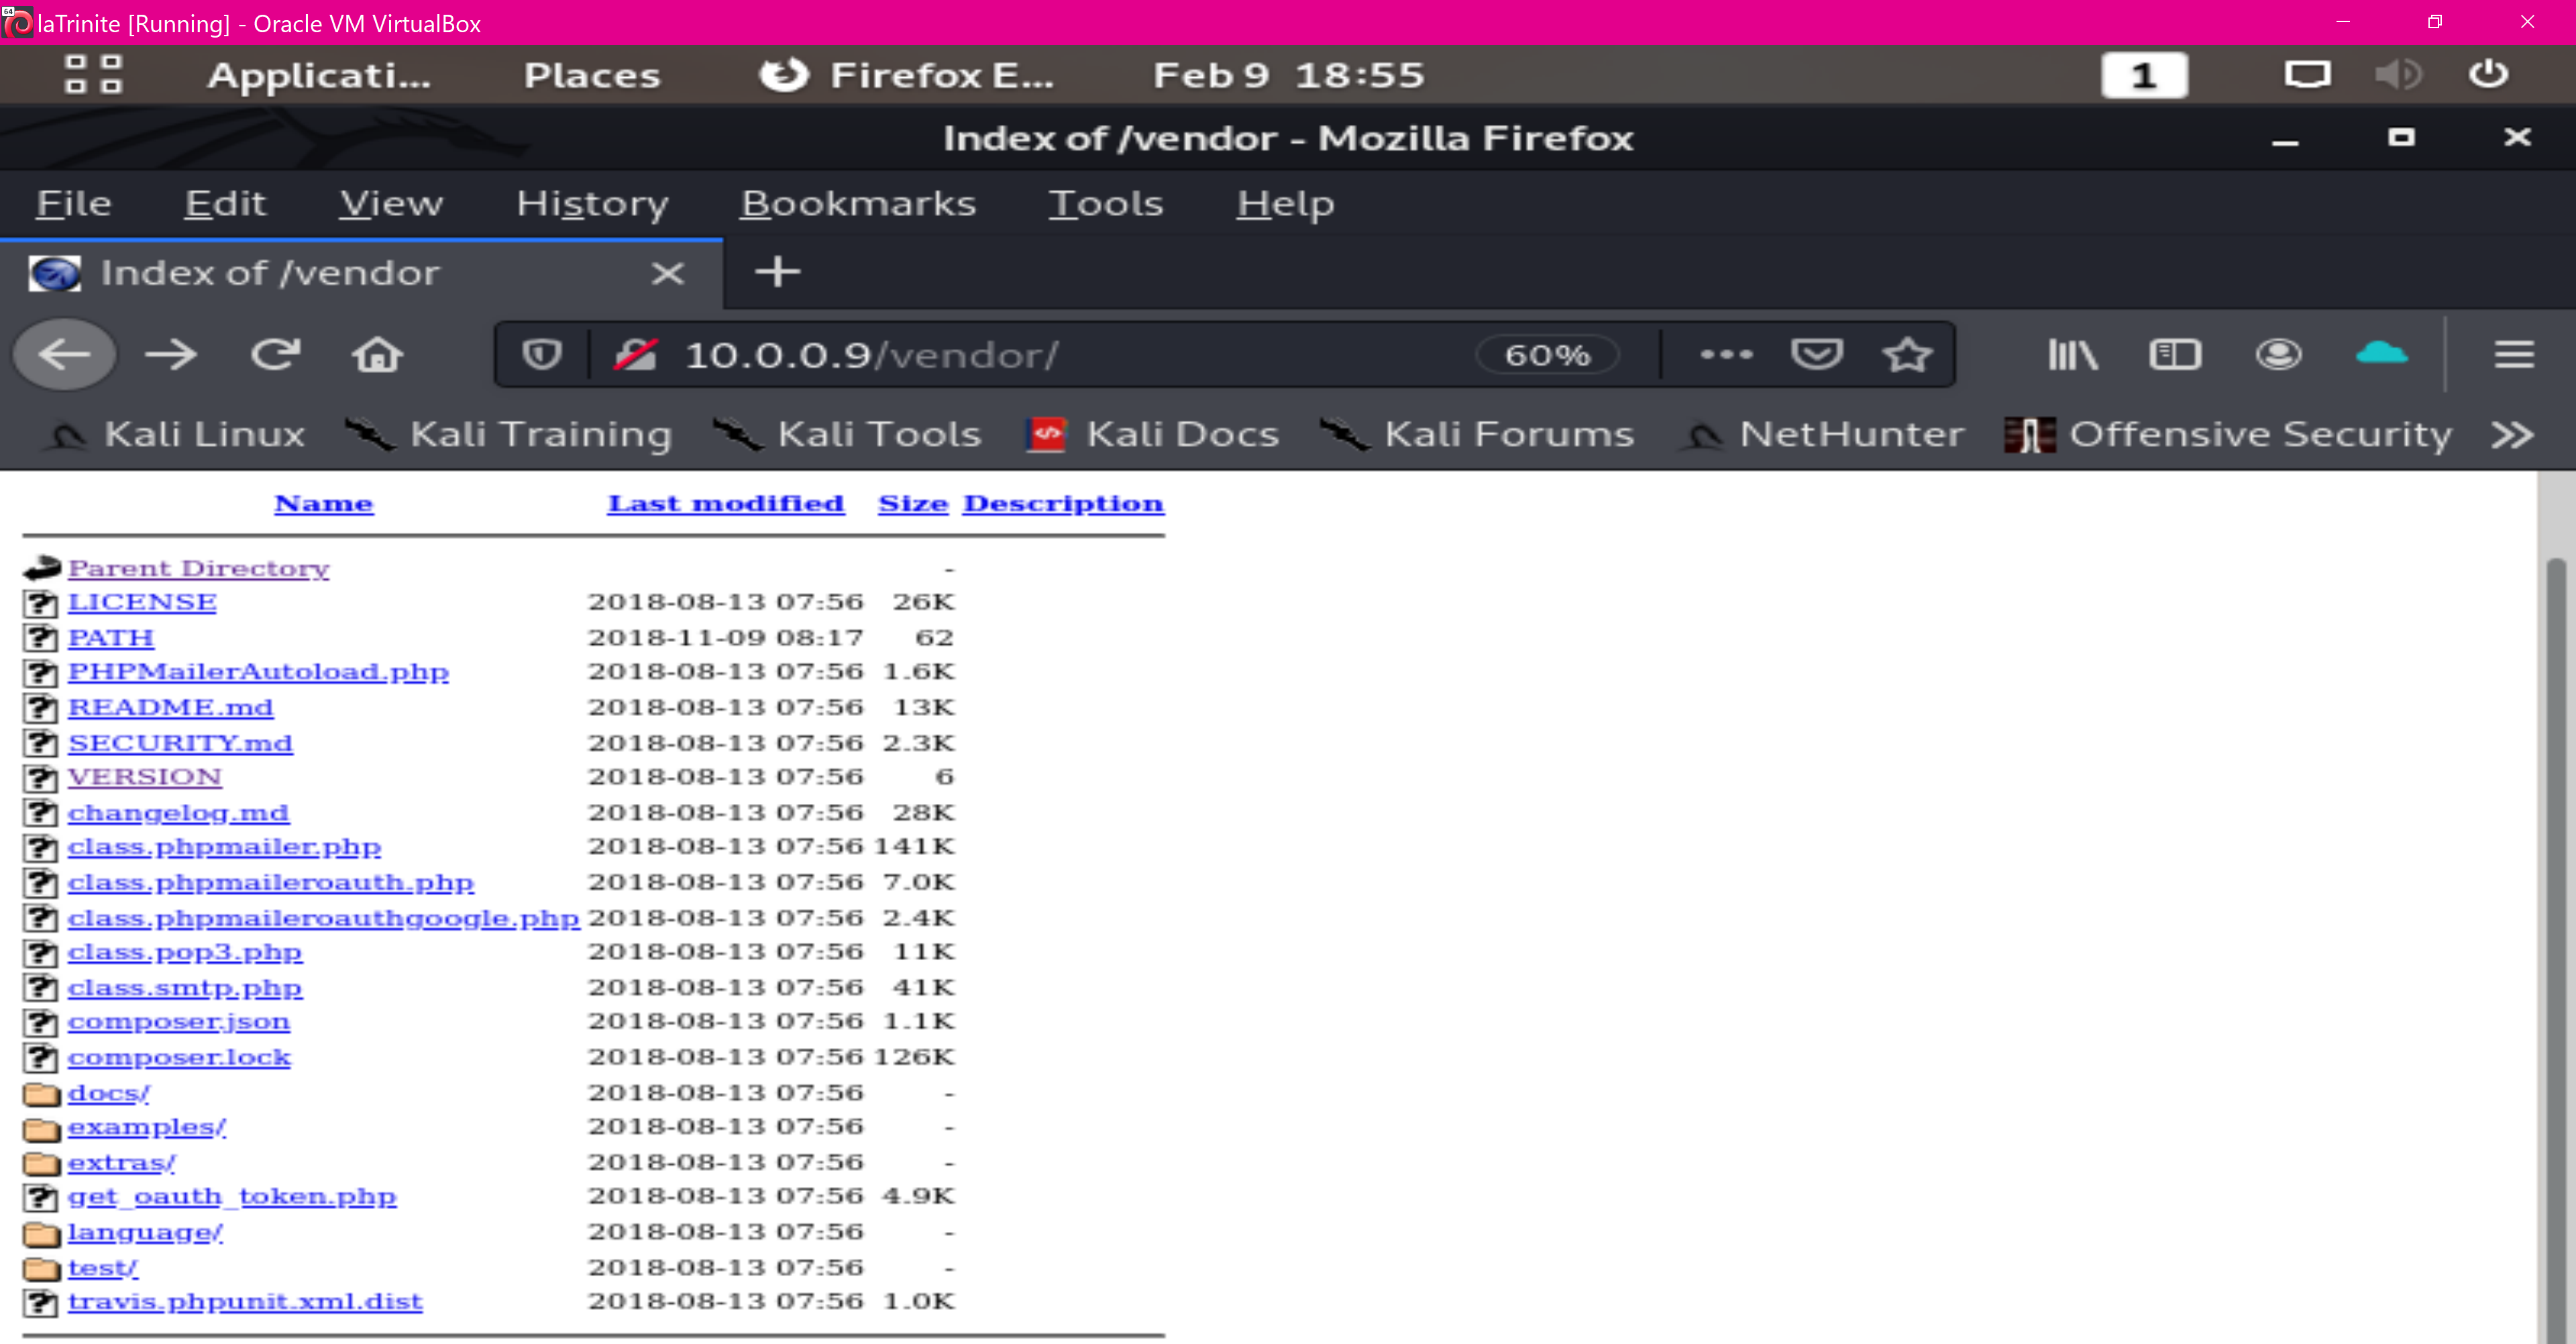 64
laTrinite [Running] - Oracle VM VirtualBox
Applicati... Places Firefox E... Feb 9 18:55 1
Index of /vendor - Mozilla Firefox
File Edit View History Bookmarks Tools Help
Index of /vendor
10.0.0.9/vendor/ 60%
Kali Linux Kali Training Kali Tools Kali Docs Kali Forums NetHunter Offensive Security
Name Last modified Size Description
Parent Directory -
LICENSE 2018-08-13 07:56 26K
PATH 2018-11-09 08:17 62
PHPMailerAutoload.php 2018-08-13 07:56 1.6K
README.md 2018-08-13 07:56 13K
SECURITY.md 2018-08-13 07:56 2.3K
VERSION 2018-08-13 07:56 6
changelog.md 2018-08-13 07:56 28K
class.phpmailer.php 2018-08-13 07:56 141K
class.phpmaileroauth.php 2018-08-13 07:56 7.0K
class.phpmaileroauthgoogle.php 2018-08-13 07:56 2.4K
class.pop3.php 2018-08-13 07:56 11K
class.smtp.php 2018-08-13 07:56 41K
composer.json 2018-08-13 07:56 1.1K
composer.lock 2018-08-13 07:56 126K
docs/ 2018-08-13 07:56 -
examples/ 2018-08-13 07:56 -
extras/ 2018-08-13 07:56 -
get_oauth_token.php 2018-08-13 07:56 4.9K
language/ 2018-08-13 07:56 -
test/ 2018-08-13 07:56 -
travis.phpunit.xml.dist 2018-08-13 07:56 1.0K